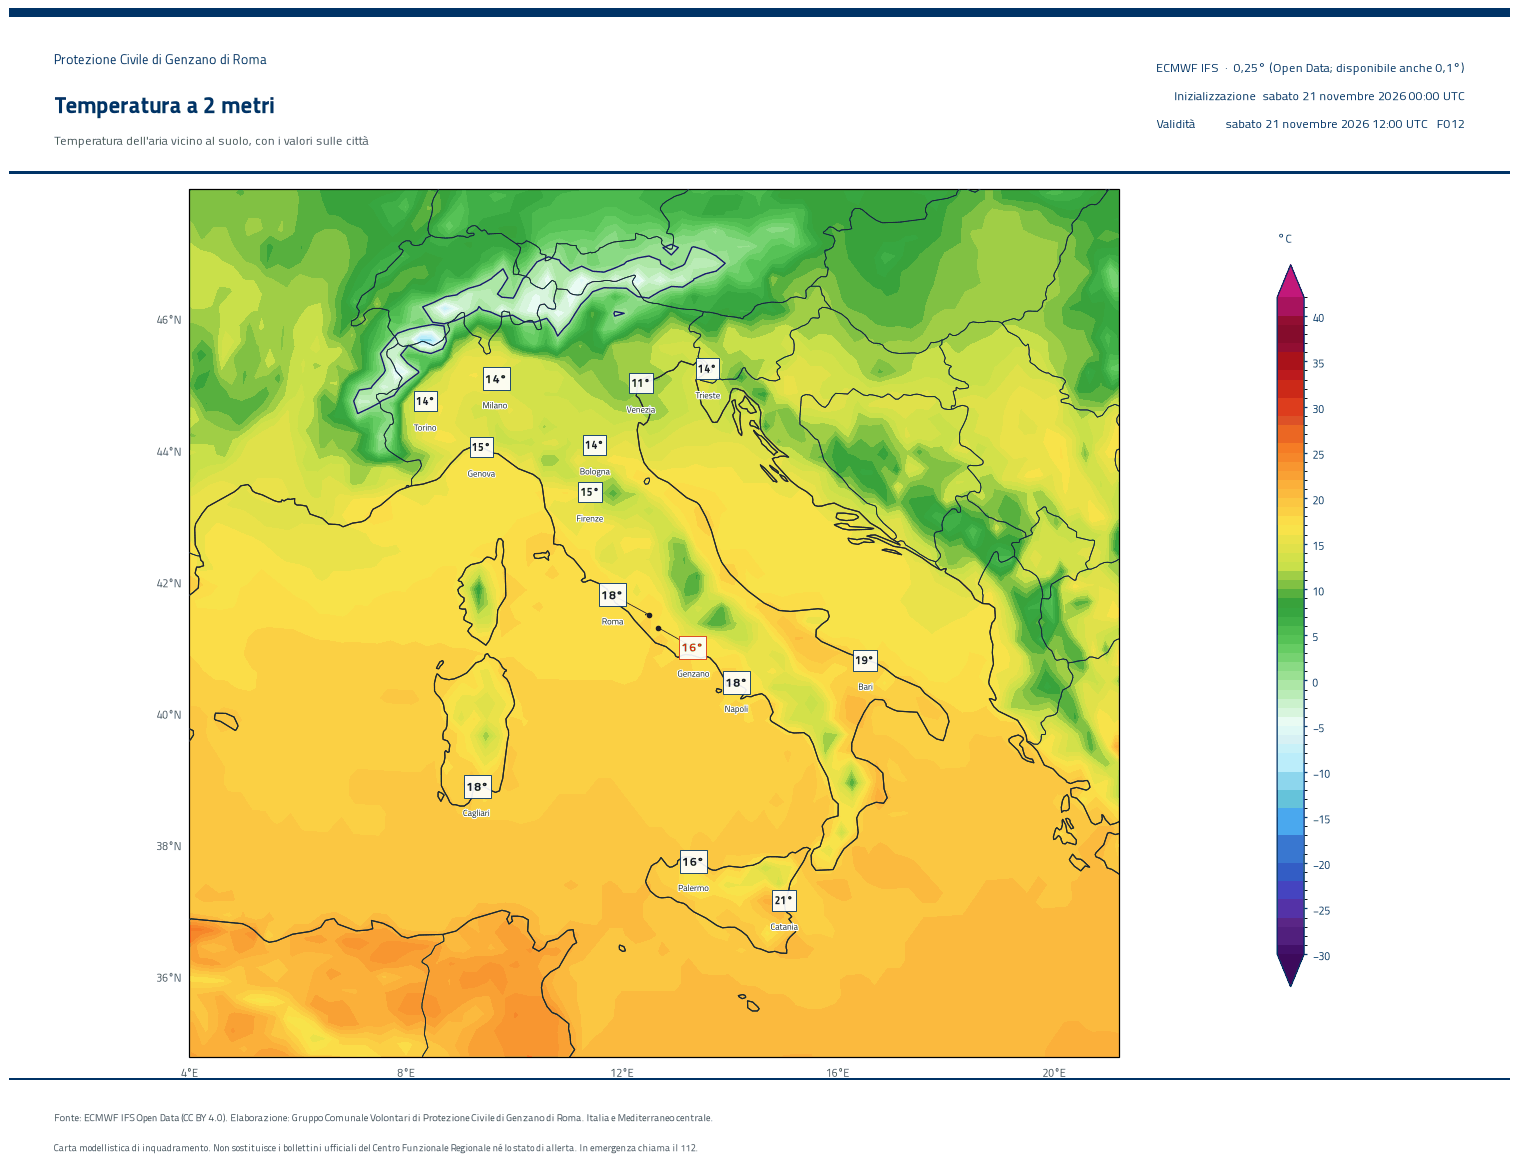 Protezione Civile di Genzano di Roma
Temperatura a 2 metri
Temperatura dell'aria vicino al suolo, con i valori sulle città
ECMWF IFS · 0,25° (Open Data; disponibile anche 0,1°)
Inizializzazione sabato 21 novembre 2026 00:00 UTC
Validità sabato 21 novembre 2026 12:00 UTC F012
°C
40
35
30
25
20
15
10
5
0
−5
−10
−15
−20
−25
−30
46°N
44°N
42°N
40°N
38°N
36°N
4°E
8°E
12°E
16°E
20°E
14°
Torino
14°
Milano
11°
Venezia
14°
Trieste
15°
Genova
14°
Bologna
15°
Firenze
18°
Roma
16°
Genzano
18°
Napoli
19°
Bari
18°
Cagliari
16°
Palermo
21°
Catania
Fonte: ECMWF IFS Open Data (CC BY 4.0). Elaborazione: Gruppo Comunale Volontari di Protezione Civile di Genzano di Roma. Italia e Mediterraneo centrale.
Carta modellistica di inquadramento. Non sostituisce i bollettini ufficiali del Centro Funzionale Regionale né lo stato di allerta. In emergenza chiama il 112.